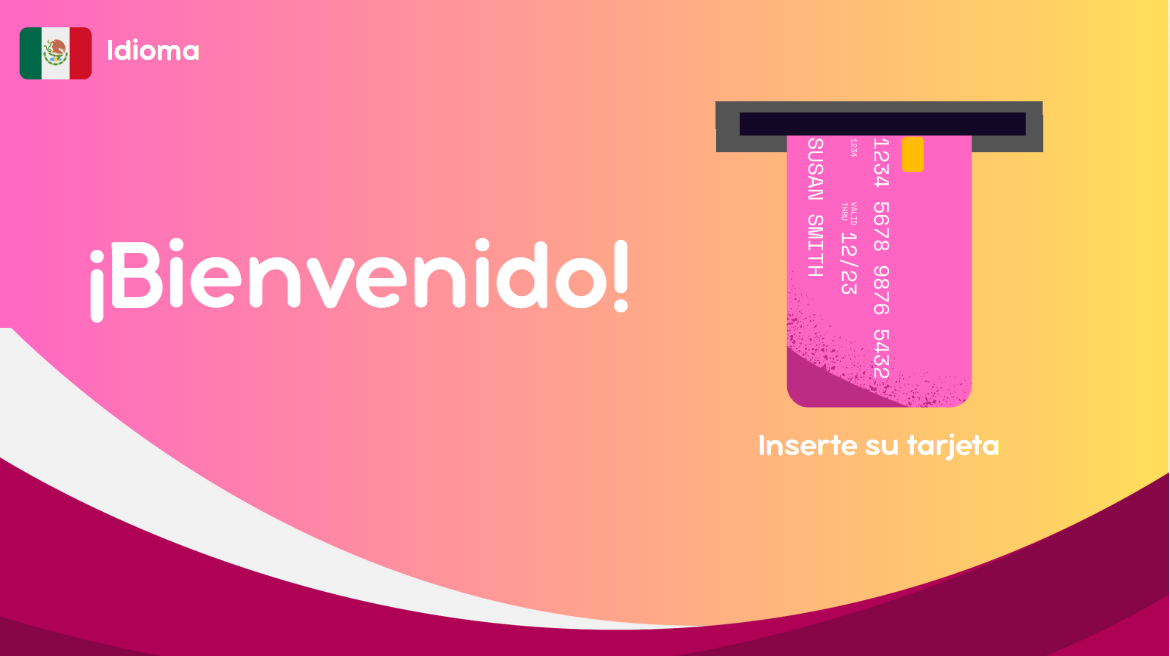 Idioma
¡Bienvenido!
1234 5678 9876 5432
1234
VALID
THRU
12/23
SUSAN SMITH
Inserte su tarjeta